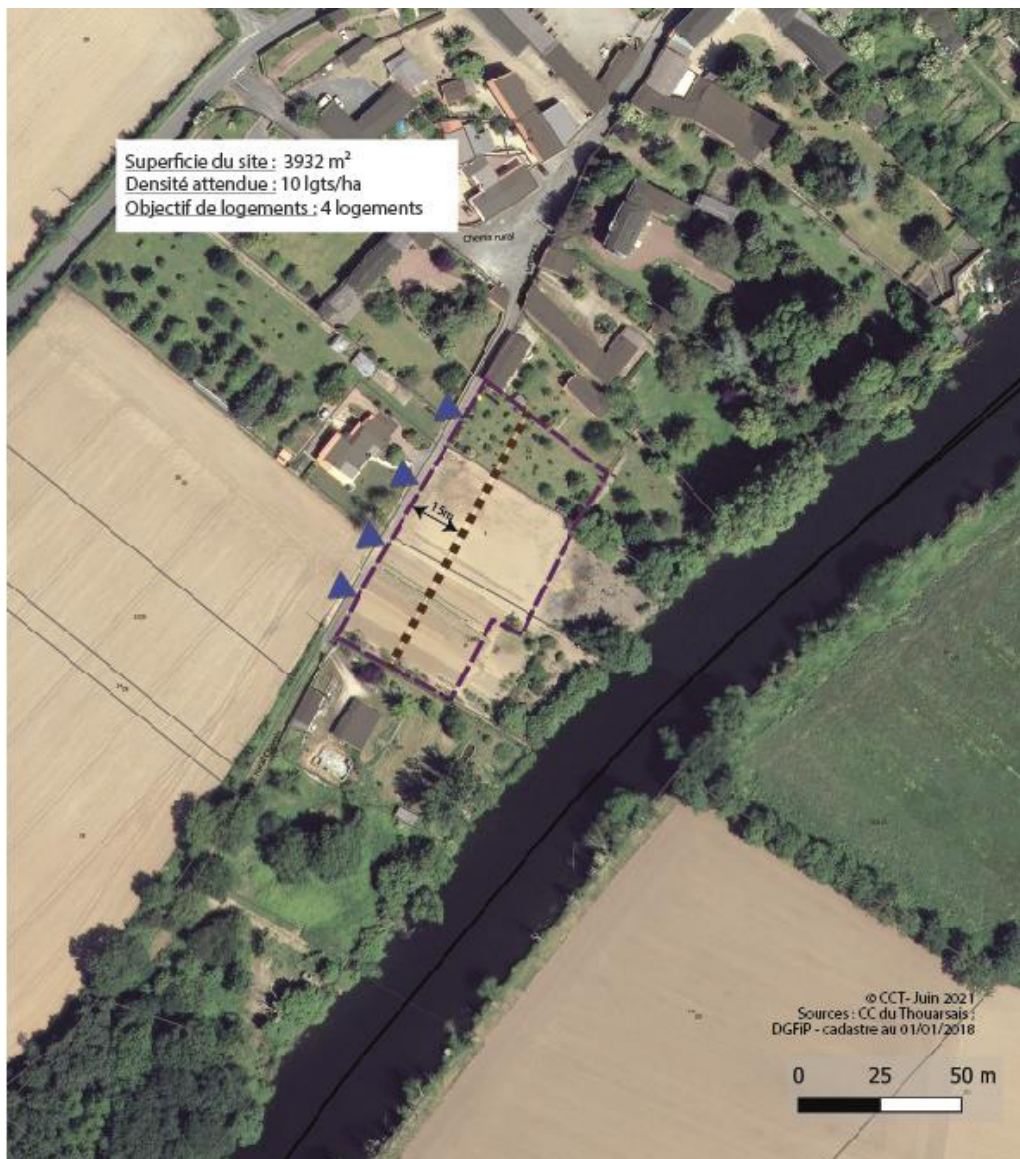 Superficie du site : 3932 m²
Densité attendue : 10 lgts/ha
Objectif de logements : 4 logements
Chemin rural
15m
© CCT- Juin 2021
Sources : CC du Thouarsais ;
DGFiP - cadastre au 01/01/2018
0 25 50 m